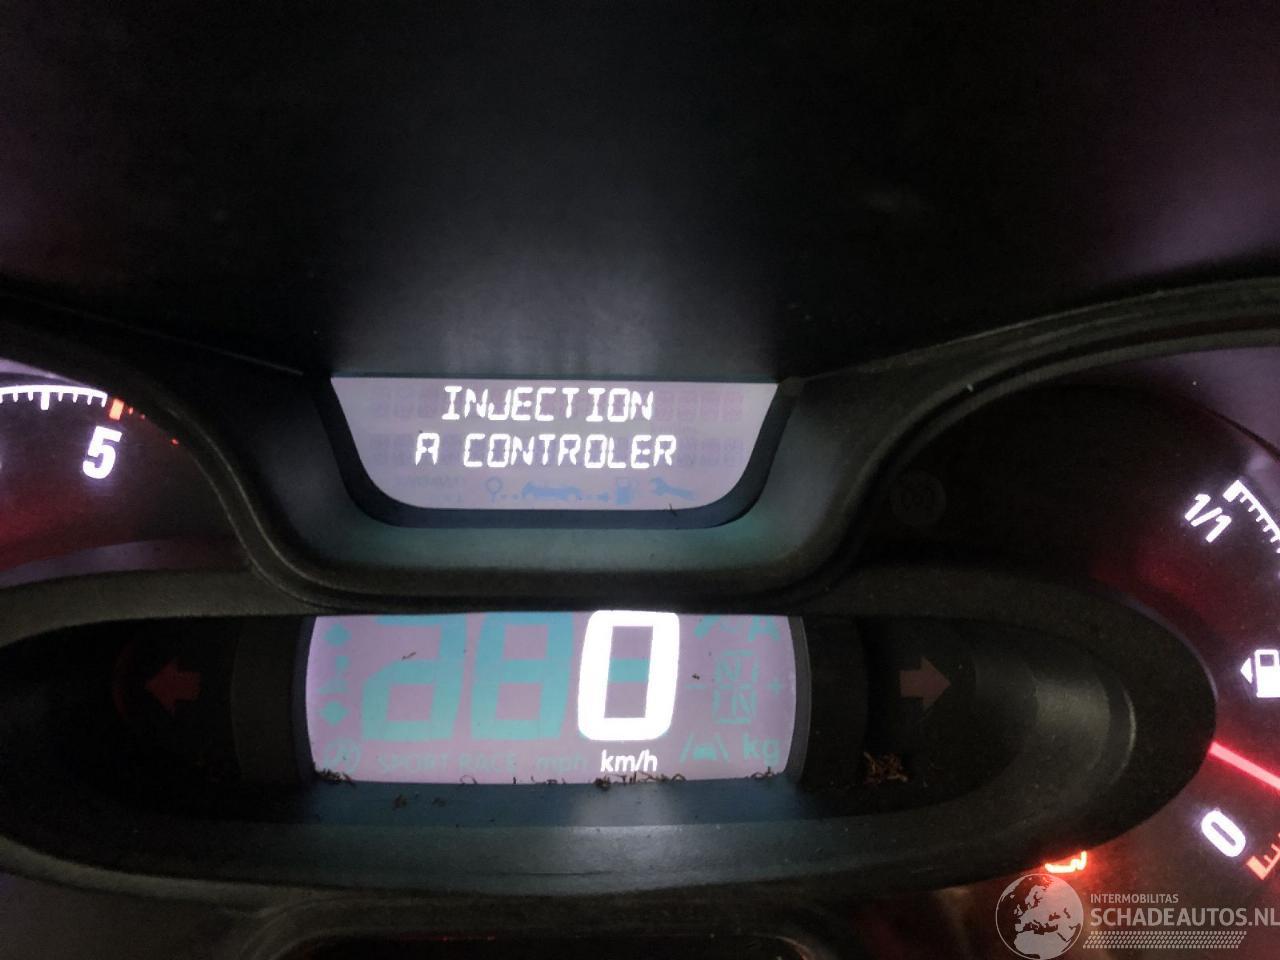 INJECTION
A CONTROLER
5
1/1
0
A
SPORT RACE mph km/h
kg
0
INTERMOBILITAS
SCHADEAUTOS.NL